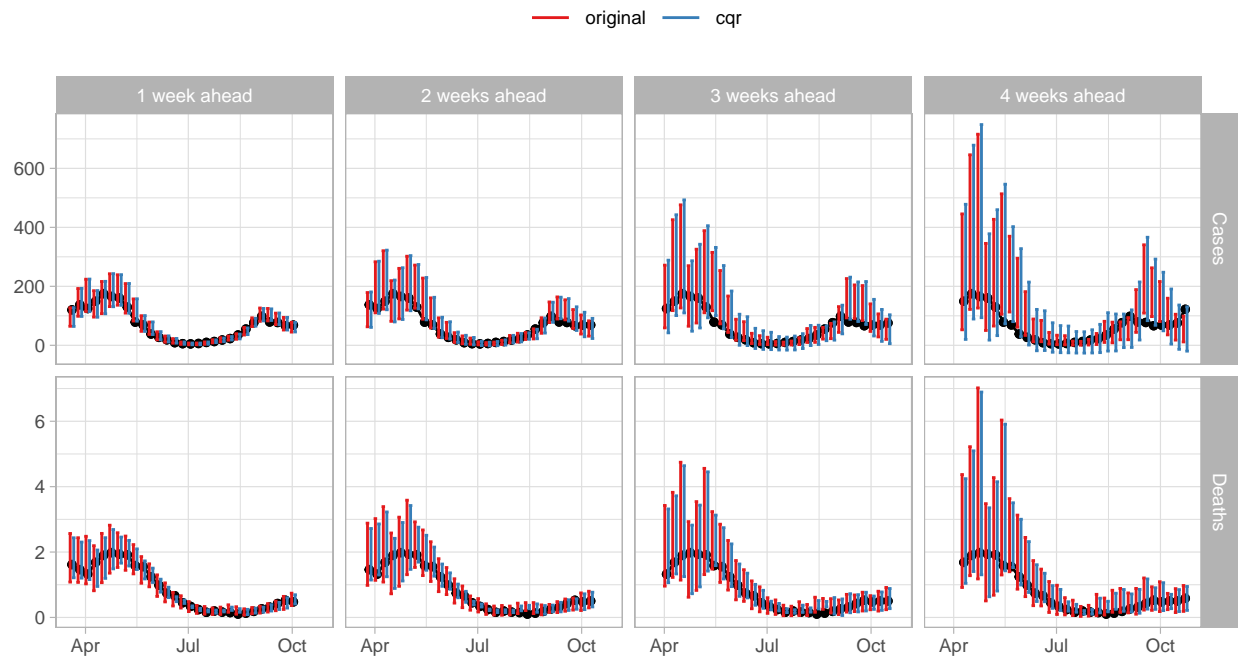 original cqr
1 week ahead 2 weeks ahead 3 weeks ahead 4 weeks ahead
600
400
200
0
Cases
6
4
2
0
Deaths
Apr Jul Oct Apr Jul Oct Apr Jul Oct Apr Jul Oct